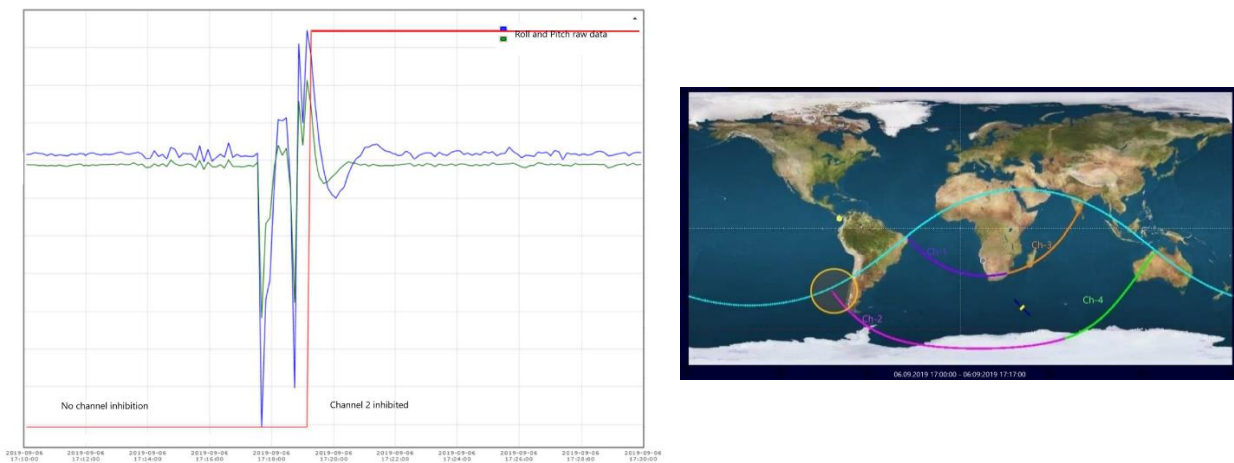 Roll and Pitch raw data
No channel inhibition
Channel 2 inhibited
2019-09-06 2019-09-06 2019-09-06 2019-09-06 2019-09-06 2019-09-06 2019-09-06 2019-09-06 2019-09-06 2019-09-06 2019-09-06
17:10:00 17:12:00 17:14:00 17:16:00 17:18:00 17:20:00 17:22:00 17:24:00 17:26:00 17:28:00 17:30:00
Ch-1
Ch-3
Ch-2
Ch-4
06.09.2019 17:00:00 - 06.09.2019 17:17:00